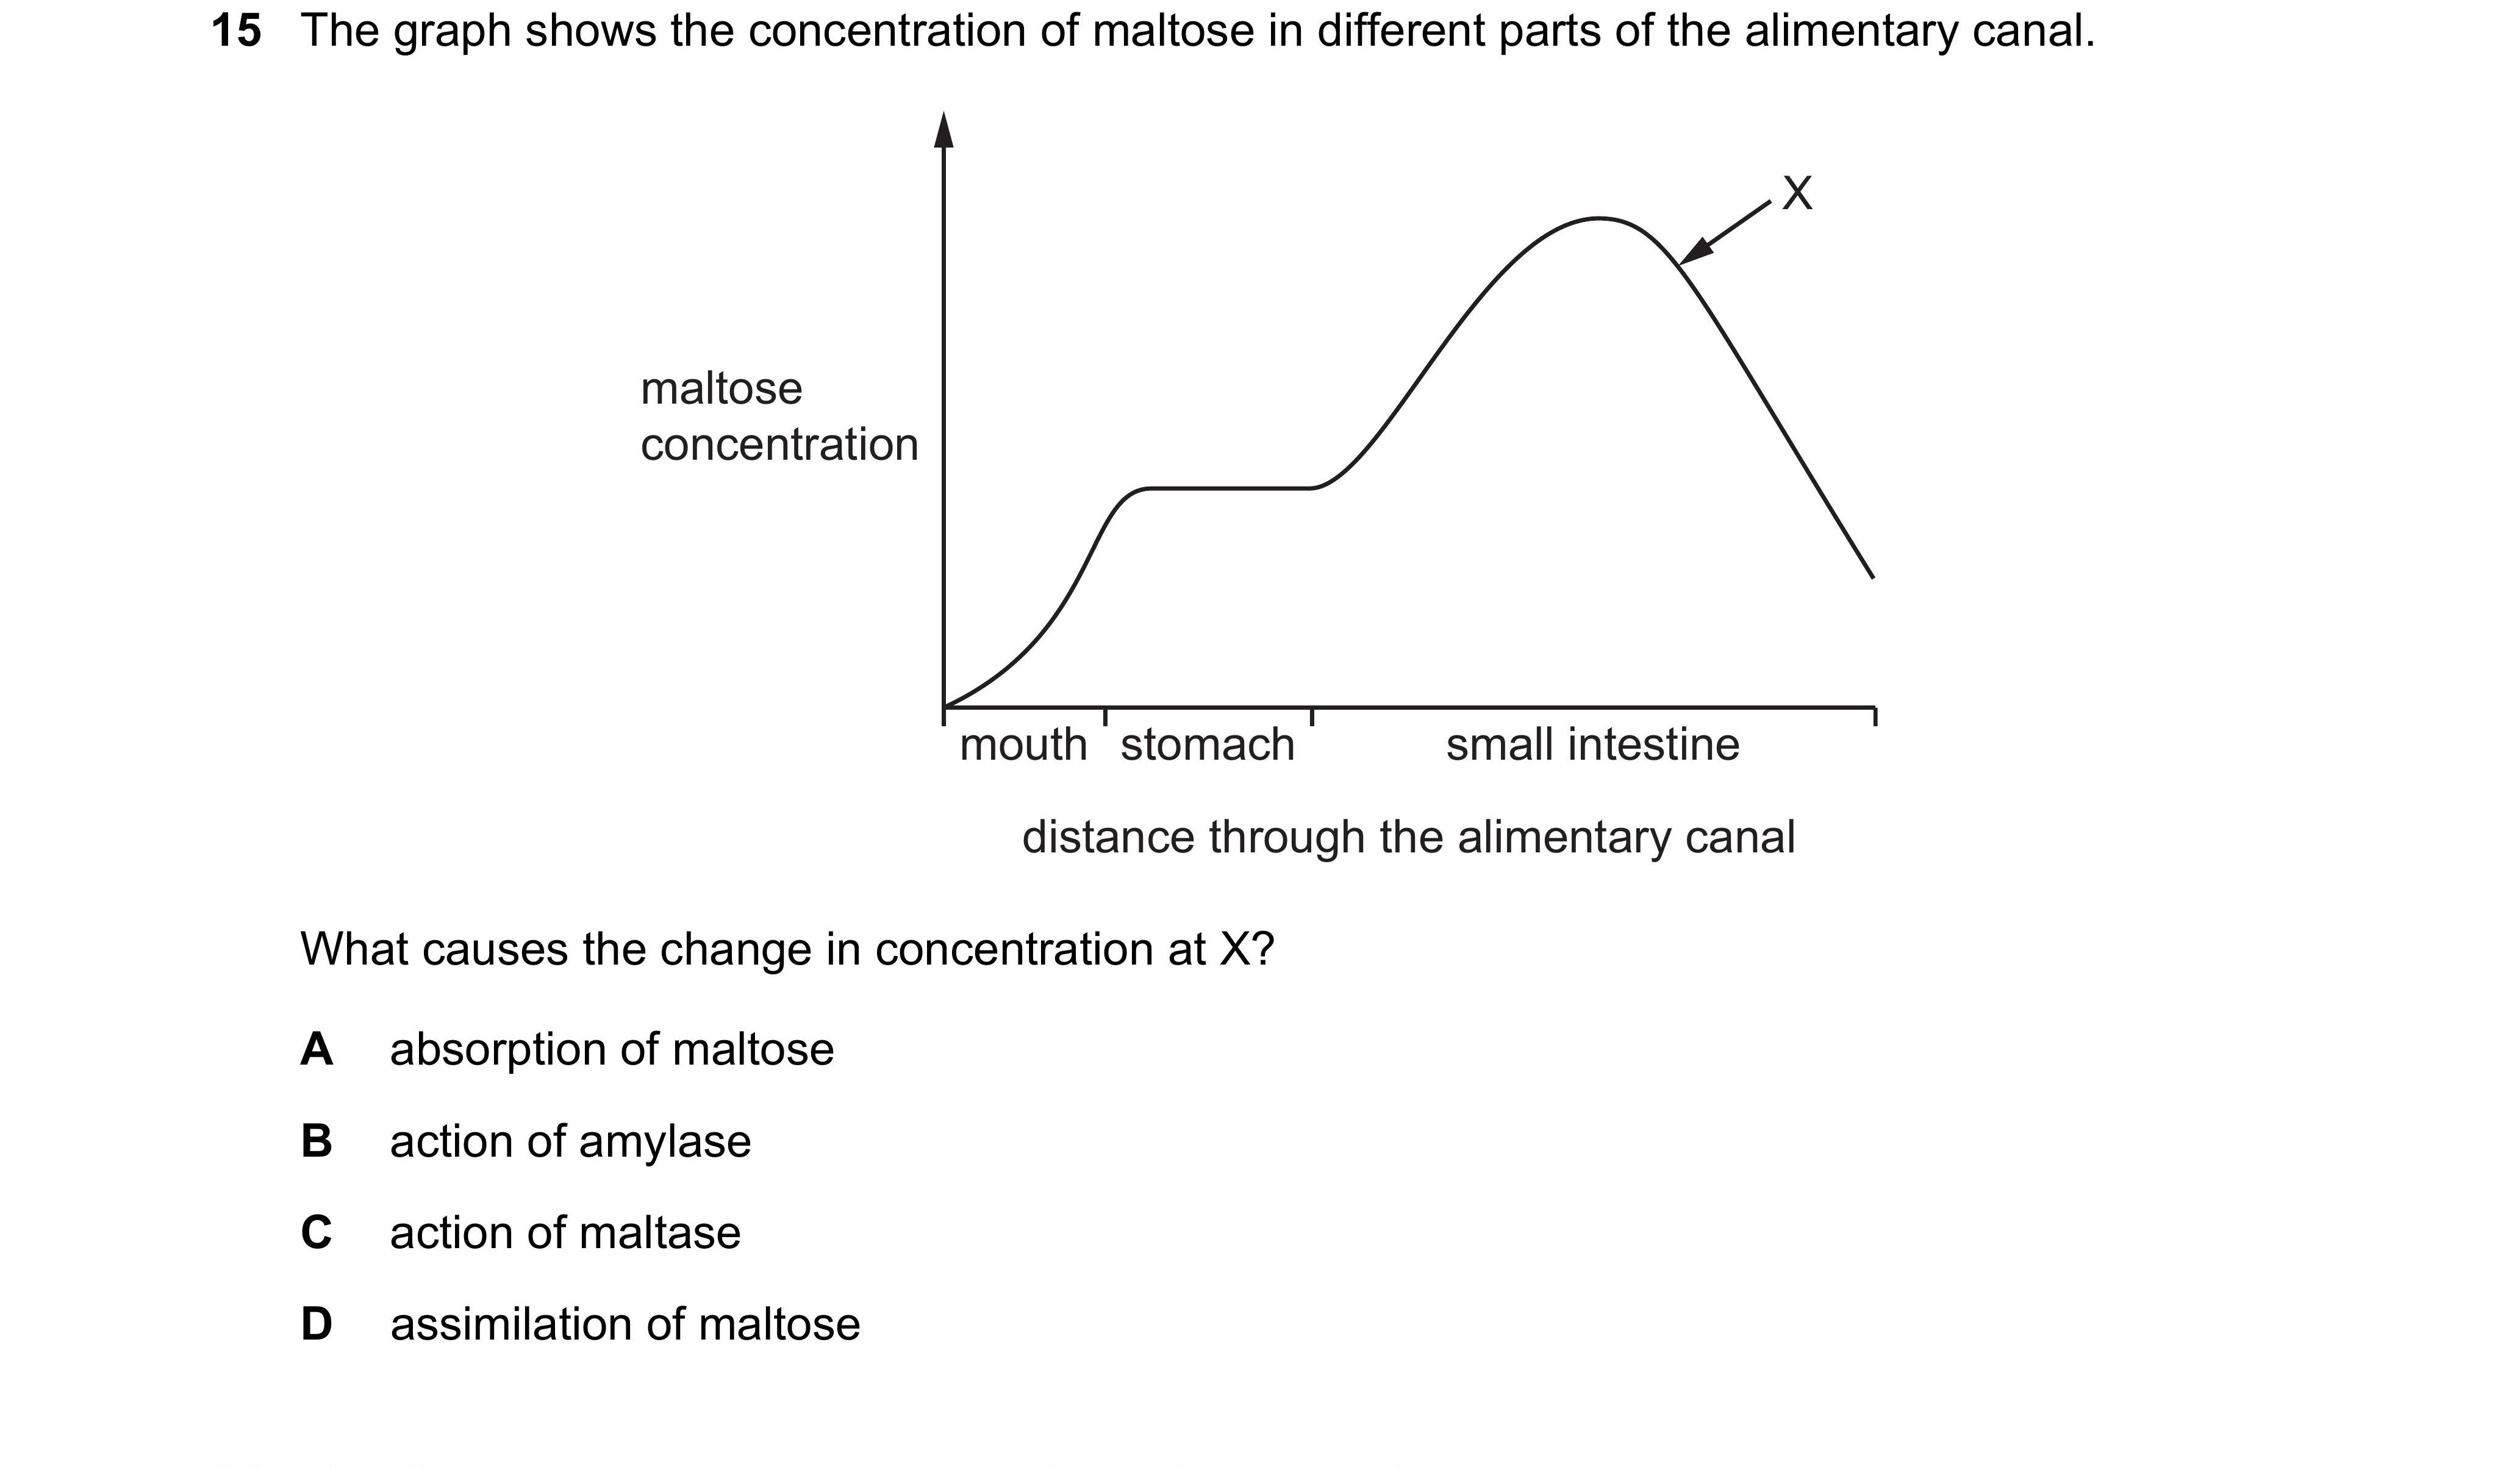 15 The graph shows the concentration of maltose in different parts of the alimentary canal.
X
maltose
concentration
mouth stomach small intestine
distance through the alimentary canal
What causes the change in concentration at X?
A absorption of maltose
B action of amylase
C action of maltase
D assimilation of maltose